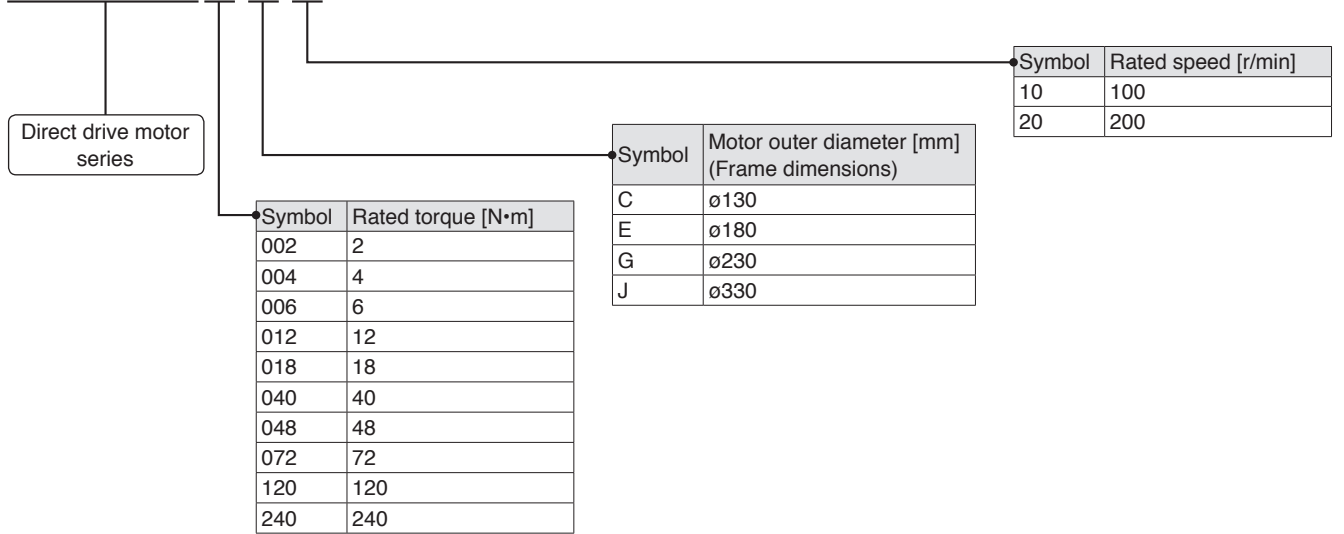 Direct drive motor
series
Symbol Rated torque [N•m]
002 2
004 4
006 6
012 12
018 18
040 40
048 48
072 72
120 120
240 240
Symbol Motor outer diameter [mm]
(Frame dimensions)
C ø130
E ø180
G ø230
J ø330
Symbol Rated speed [r/min]
10 100
20 200